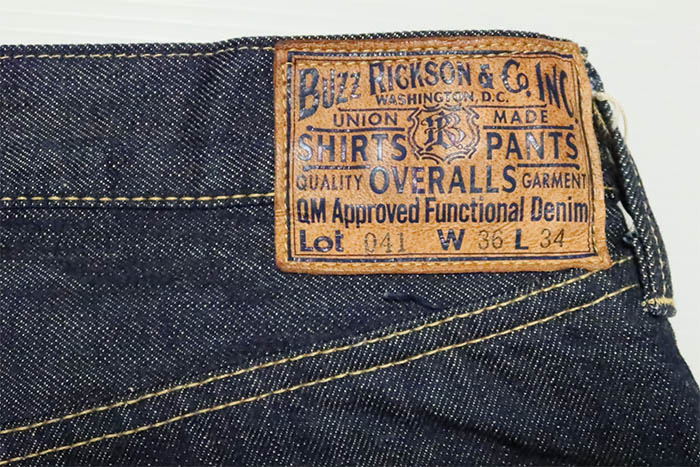 BUZZ RICKSON & Co. INC
WASHINGTON, D.C.
UNION BR MADE
SHIRTS PANTS
QUALITY OVERALLS GARMENT
QM Approved Functional Denim
Lot 041 W 36 L 34